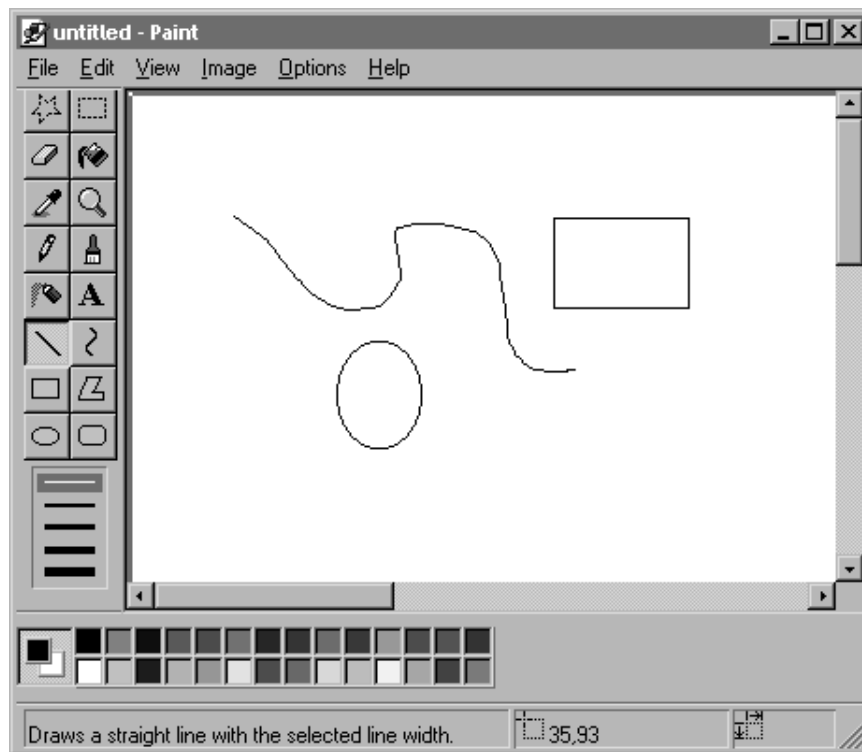 untitled - Paint
File Edit View Image Options Help
A
Draws a straight line with the selected line width.
35,93